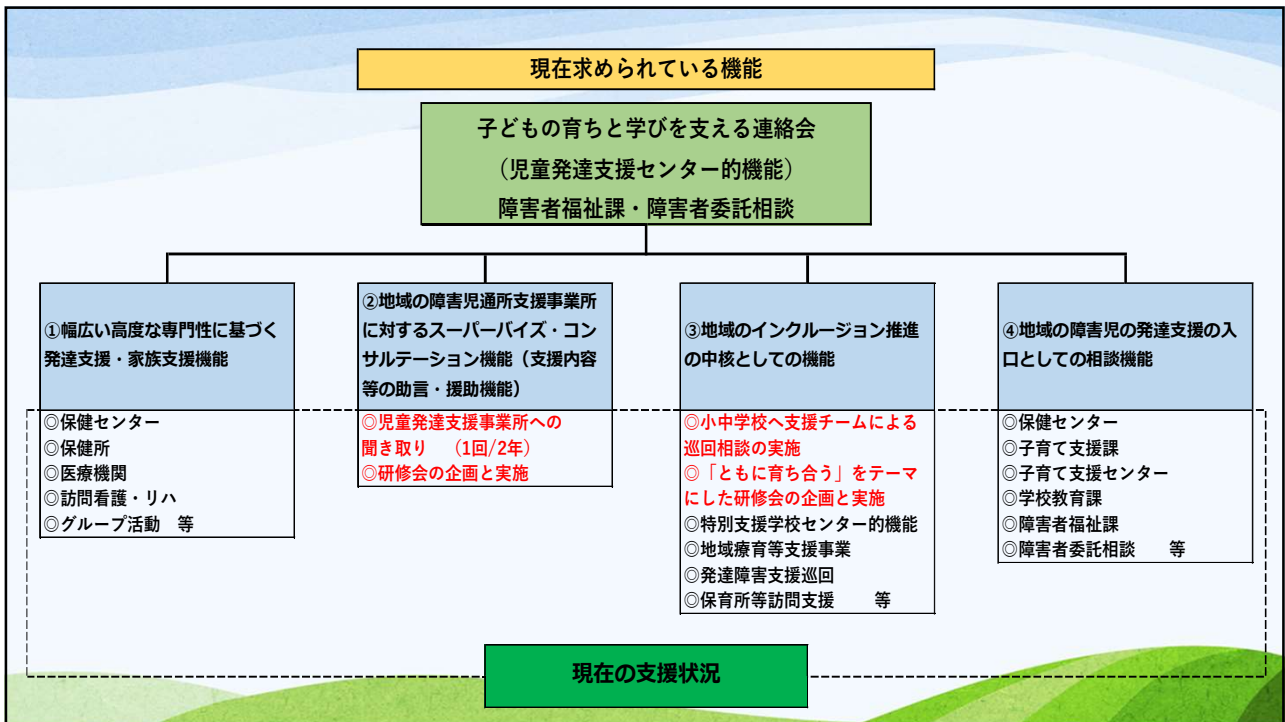 現在求められている機能
子どもの育ちと学びを支える連絡会
（児童発達支援センター的機能）
障害者福祉課・障害者委託相談
①幅広い高度な専門性に基づく
発達支援・家族支援機能
◎保健センター
◎保健所
◎医療機関
◎訪問看護・リハ
◎グループ活動　等
②地域の障害児通所支援事業所
に対するスーパーバイズ・コン
サルテーション機能（支援内容
等の助言・援助機能）
◎児童発達支援事業所への
聞き取り　（1回/2年）
◎研修会の企画と実施
③地域のインクルージョン推進
の中核としての機能
◎小中学校へ支援チームによる
巡回相談の実施
◎「ともに育ち合う」をテーマ
にした研修会の企画と実施
◎特別支援学校センター的機能
◎地域療育等支援事業
◎発達障害支援巡回
◎保育所等訪問支援　　等
④地域の障害児の発達支援の入
口としての相談機能
◎保健センター
◎子育て支援課
◎子育て支援センター
◎学校教育課
◎障害者福祉課
◎障害者委託相談　　等
現在の支援状況